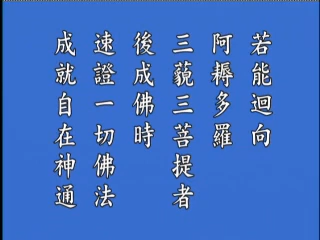 若能迴向
阿耨多羅
三藐三菩提者
後成佛時
速證一切佛法
成就自在神通